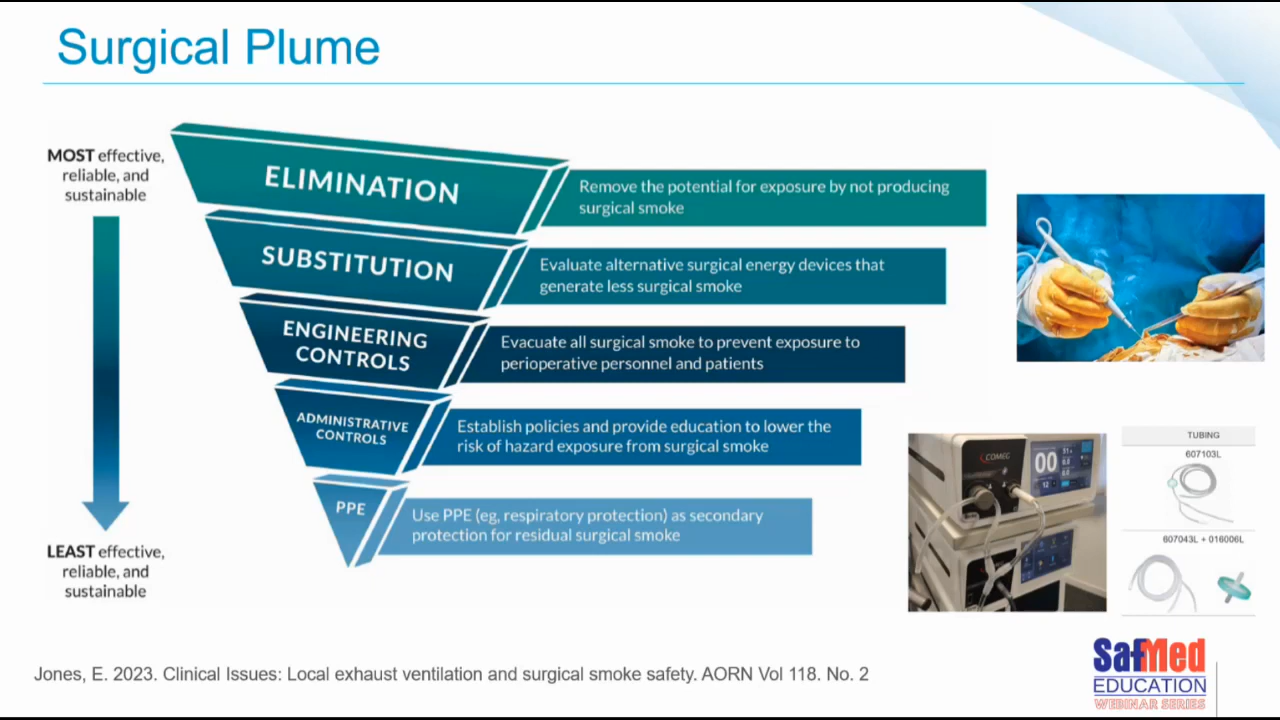 Surgical Plume
MOST effective,
reliable, and
sustainable
ELIMINATION
Remove the potential for exposure by not producing
surgical smoke
SUBSTITUTION
Evaluate alternative surgical energy devices that
generate less surgical smoke
ENGINEERING
CONTROLS
Evacuate all surgical smoke to prevent exposure to
perioperative personnel and patients
ADMINISTRATIVE
CONTROLS
Establish policies and provide education to lower the
risk of hazard exposure from surgical smoke
PPE
Use PPE (eg, respiratory protection) as secondary
protection for residual surgical smoke
LEAST effective,
reliable, and
sustainable
COMEG
00
12
TUBING
607103L
607043L + 016006L
Jones, E. 2023. Clinical Issues: Local exhaust ventilation and surgical smoke safety. AORN Vol 118. No. 2
SafMed
EDUCATION
WEBINAR SERIES